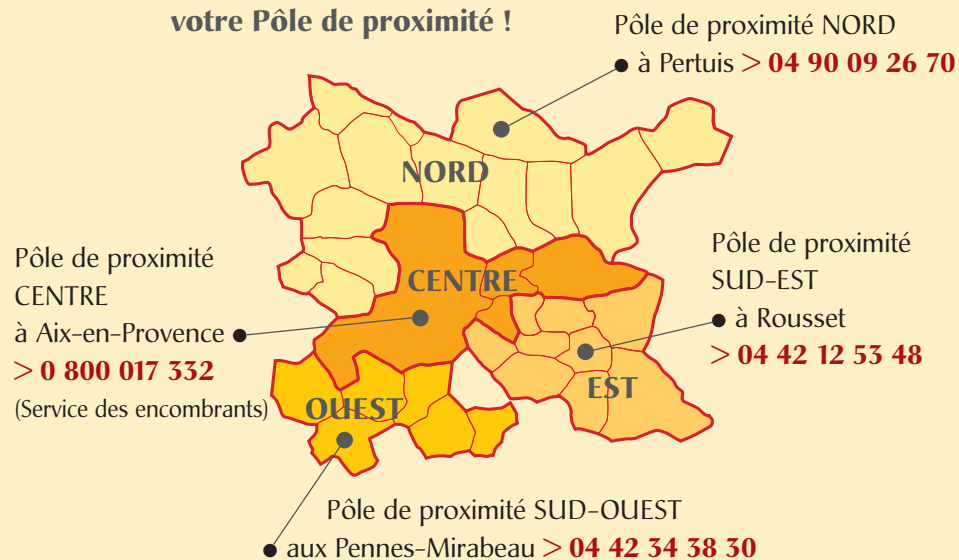 votre Pôle de proximité !
Pôle de proximité NORD
à Pertuis > 04 90 09 26 70
NORD
Pôle de proximité
CENTRE
à Aix-en-Provence
> 0 800 017 332
(Service des encombrants)
CENTRE
Pôle de proximité
SUD-EST
à Rousset
> 04 42 12 53 48
EST
OUEST
Pôle de proximité SUD-OUEST
aux Pennes-Mirabeau > 04 42 34 38 30